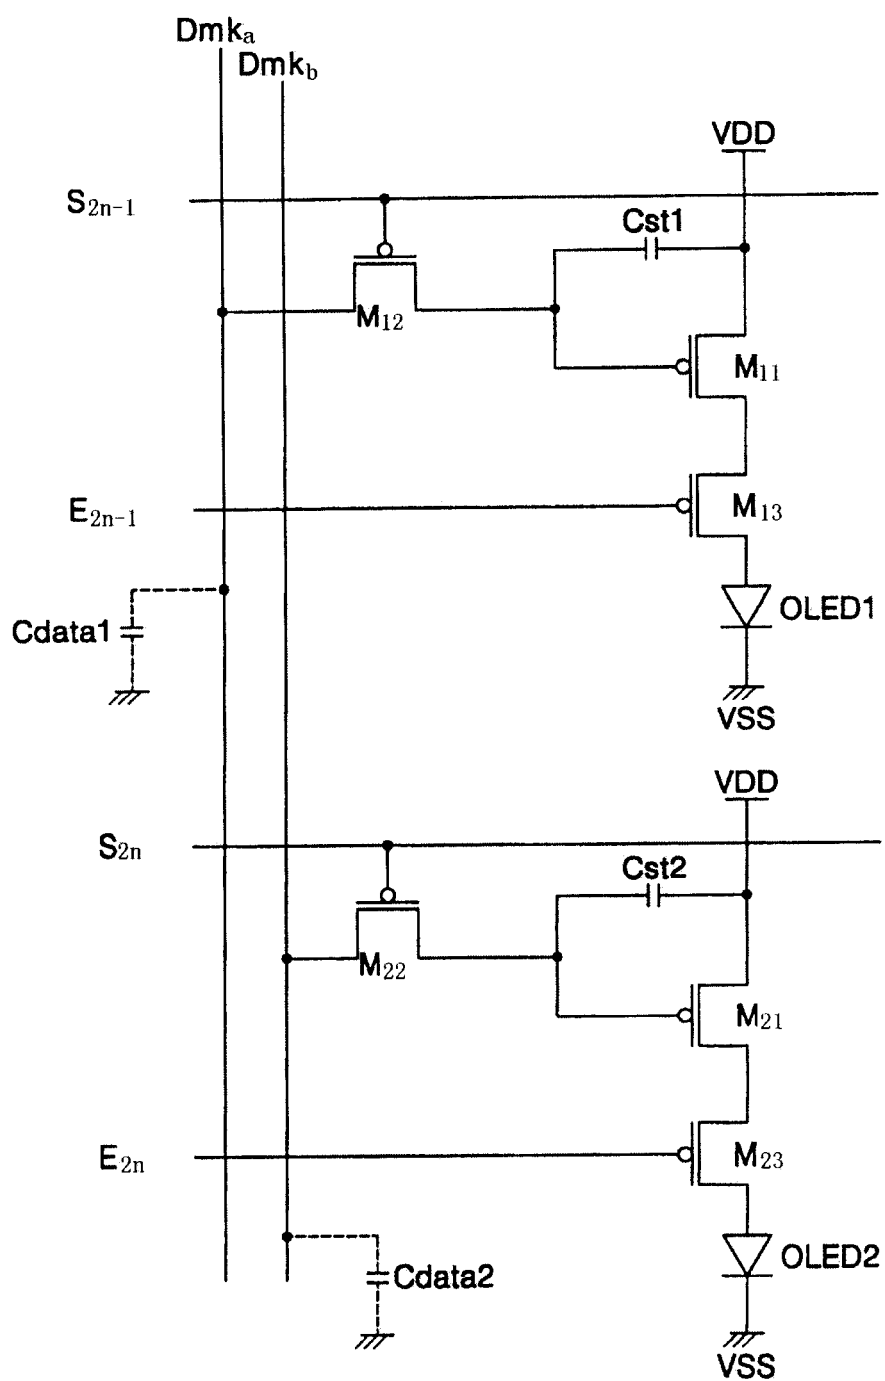 Dmka
Dmkb
VDD
S2n-1
Cst1
M12
M11
E2n-1
M13
OLED1
Cdata1
VSS
VDD
S2n
Cst2
M22
M21
E2n
M23
OLED2
Cdata2
VSS